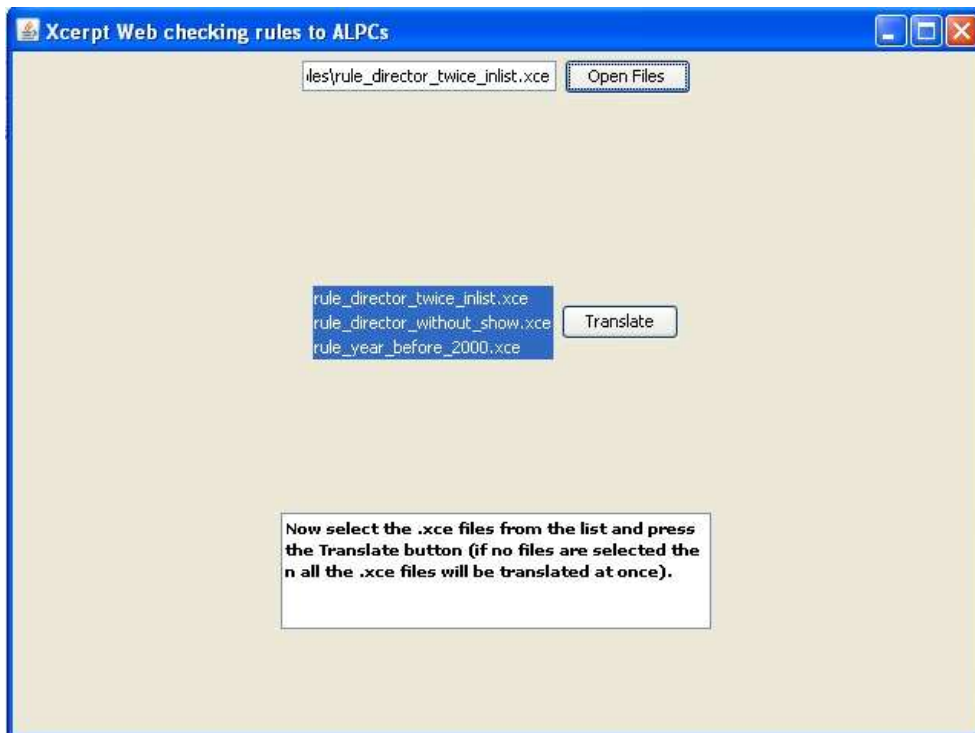 Xcerpt Web checking rules to ALPCs
les\rule_director_twice_inlist.xce Open Files
rule_director_twice_inlist.xce
rule_director_without_show.xce Translate
rule_year_before_2000.xce
Now select the .xce files from the list and press
the Translate button (if no files are selected the
n all the .xce files will be translated at once).